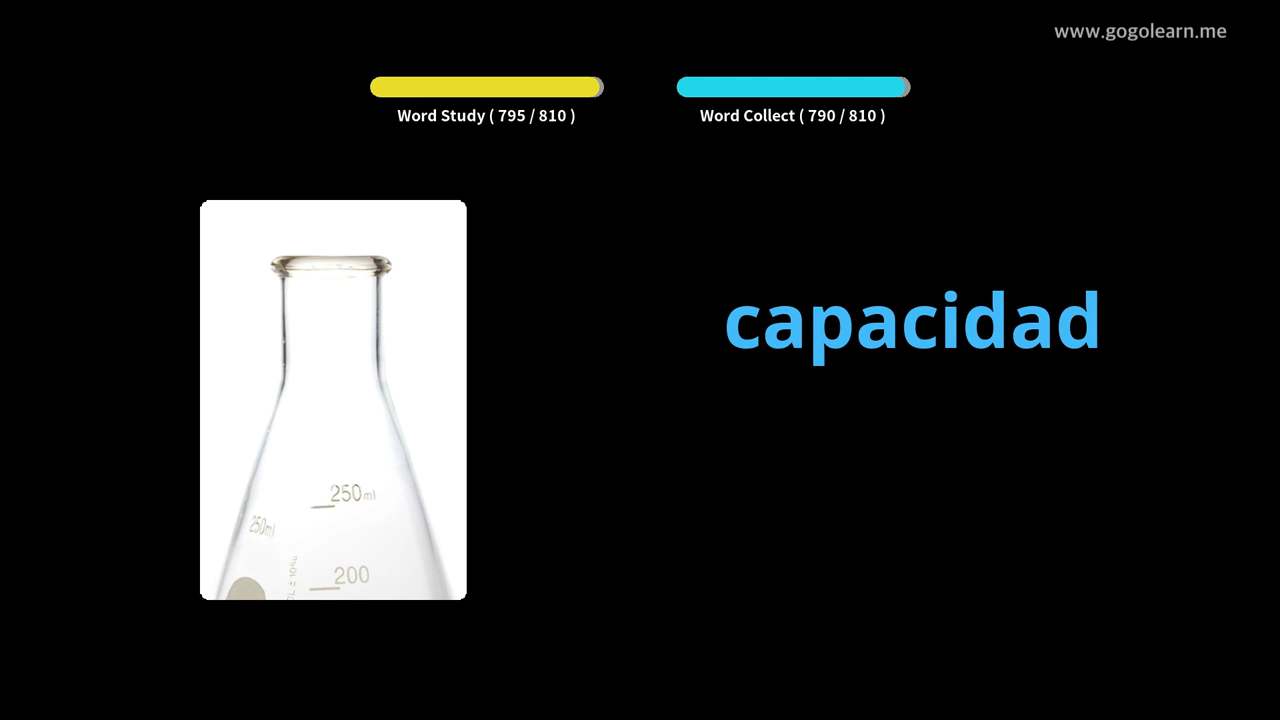 www.gogolearn.me
Word Study ( 795 / 810 )
Word Collect ( 790 / 810 )
capacidad
250ml
250ml
200